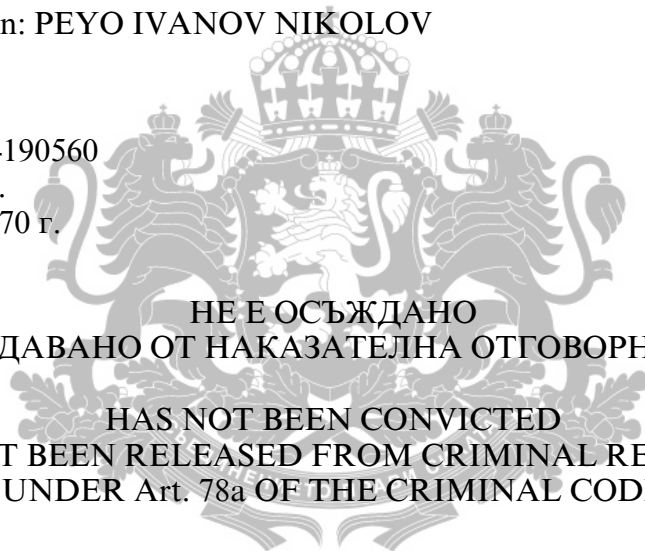 n: PEYO IVANOV NIKOLOV
-190560
.
70 г.
НЕ Е ОСЪЖДАНО
ДАВАНО ОТ НАКАЗАТЕЛНА ОТГОВОРН
HAS NOT BEEN CONVICTED
T BEEN RELEASED FROM CRIMINAL RE
UNDER Art. 78a OF THE CRIMINAL COD